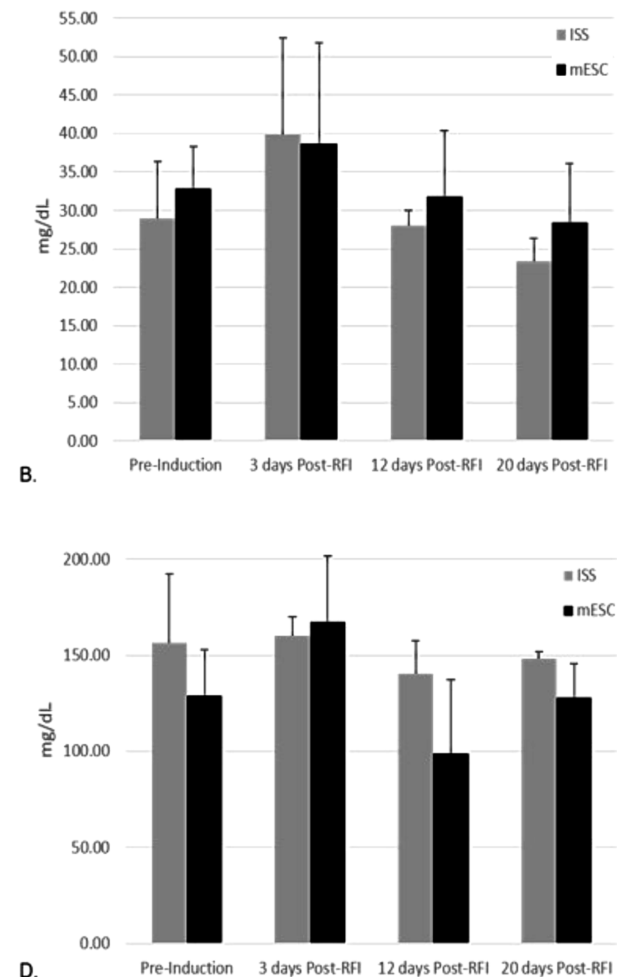 55.00
50.00
45.00
40.00
35.00
30.00
25.00
20.00
15.00
10.00
5.00
0.00
mg/dL
ISS
mESC
Pre-Induction 3 days Post-RFI 12 days Post-RFI 20 days Post-RFI
B.
200.00
150.00
100.00
50.00
0.00
mg/dL
ISS
mESC
Pre-Induction 3 days Post-RFI 12 days Post-RFI 20 days Post-RFI
D.